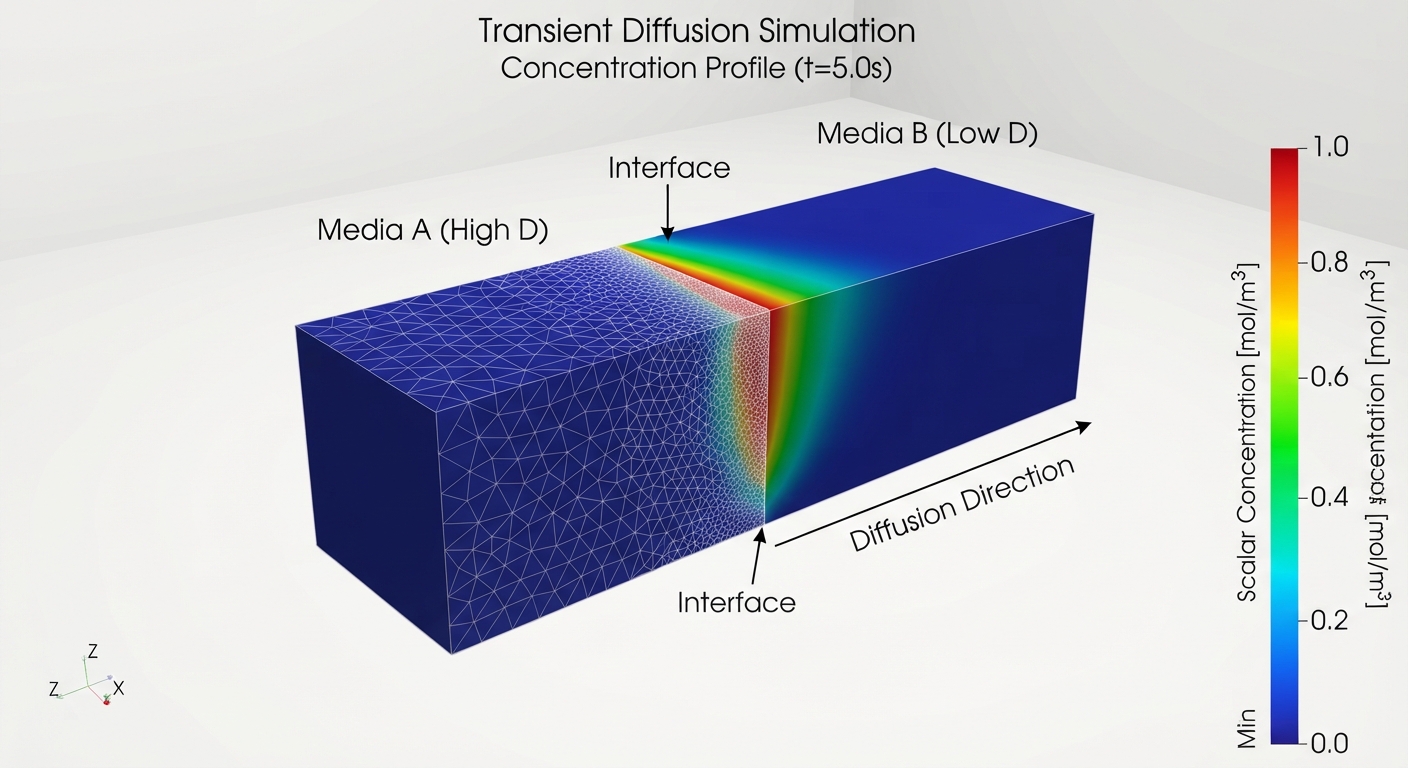 Transient Diffusion Simulation
Concentration Profile (t=5.0s)
Media B (Low D)
Interface
Media A (High D)
Diffusion Direction
Interface
Z
Z
X
1.0
0.8
0.6
0.4
0.2
0.0
Scalar Concentration [mol/m³]
Min
[mol/m³]